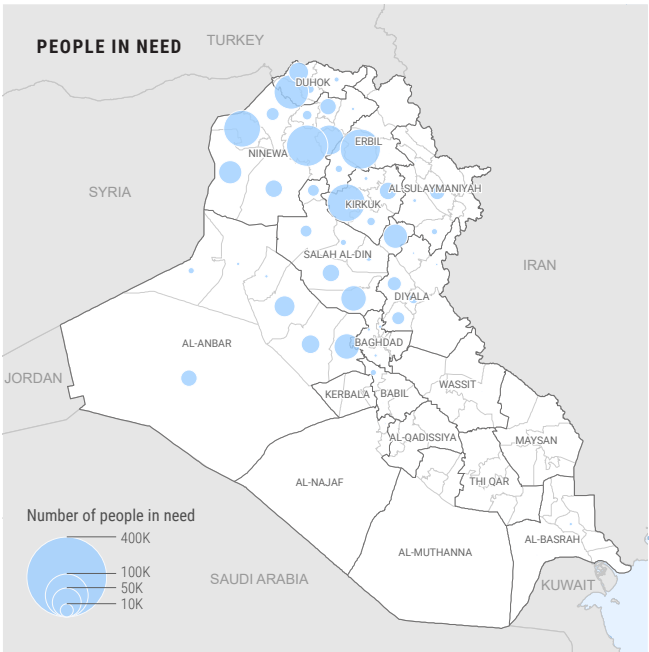 PEOPLE IN NEED
TURKEY
DUHOK
ERBIL
NINEWA
SYRIA
AL-SULAYMANIYAH
KIRKUK
SALAH AL-DIN
IRAN
DIYALA
AL-ANBAR
BAGHDAD
JORDAN
KERBALA
BABIL
WASSIT
AL-QADISSIYA
MAYSAN
AL-NAJAF
THI QAR
Number of people in need
400K
100K
50K
10K
AL-MUTHANNA
AL-BASRAH
SAUDI ARABIA
KUWAIT